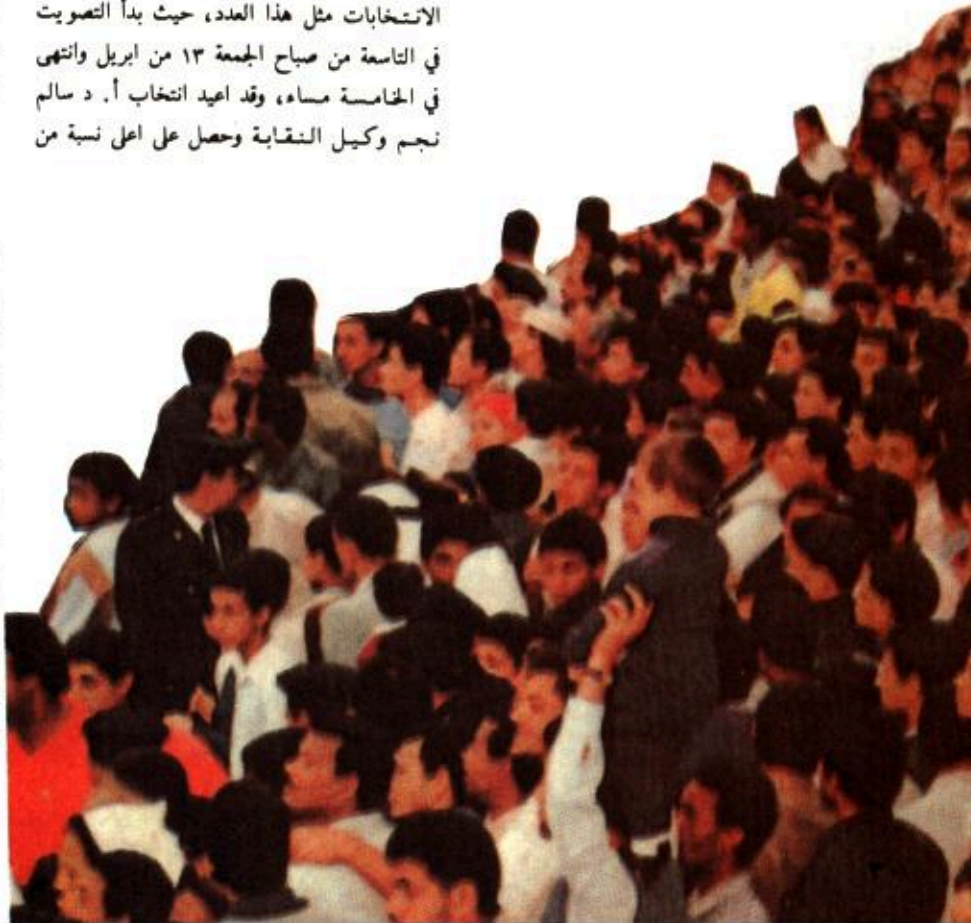 الانتخابات مثل هذا العدد، حيث بدأ التصويت
في التاسعة من صباح الجمعة ١٣ من ابريل وانتهى
في الخامسة مساء، وقد اعيد انتخاب أ. د سالم
نجم وكيل النقابة وحصل على اعلى نسبة من